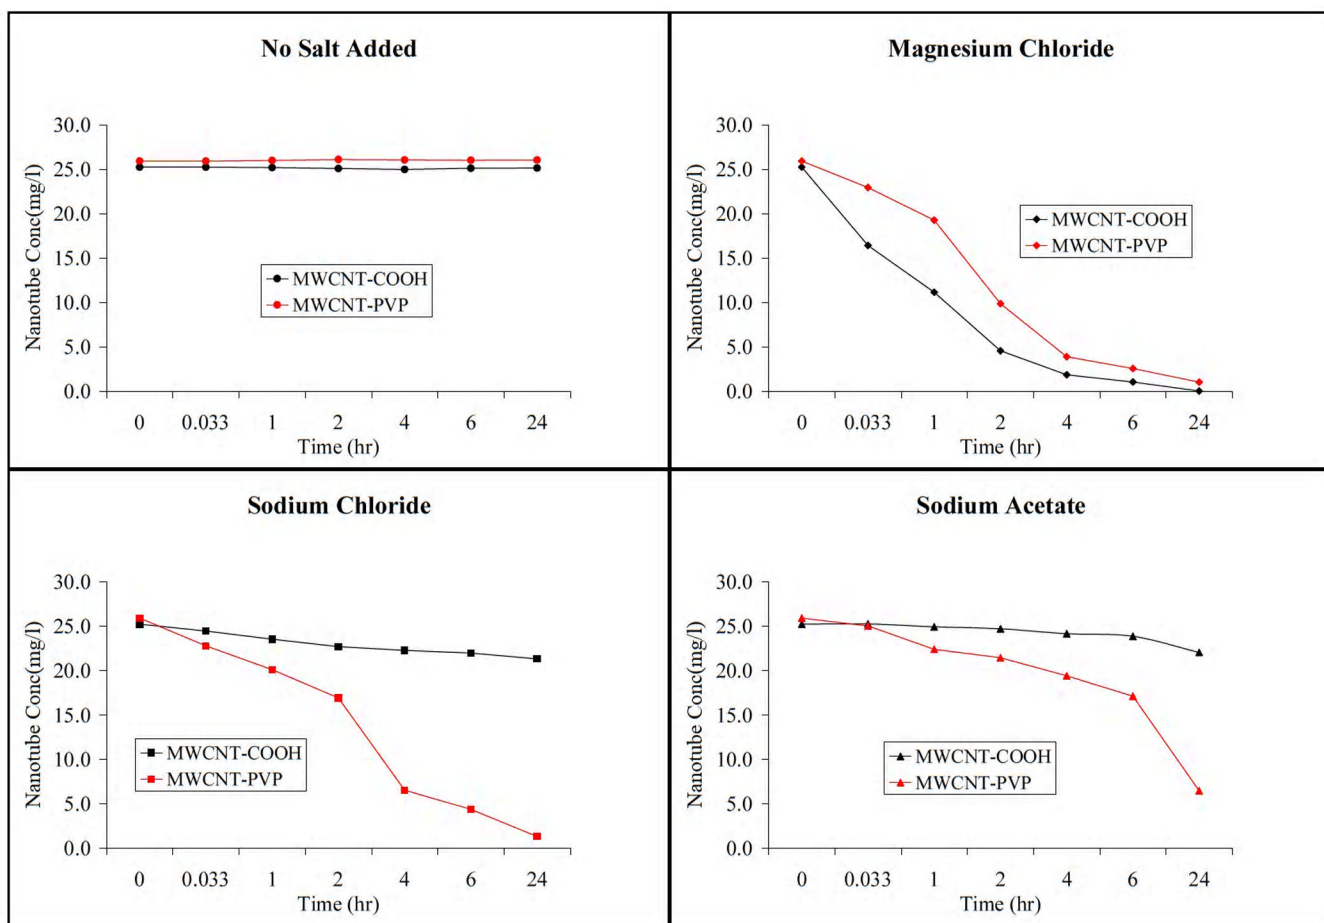 No Salt Added
30.0
25.0
20.0
15.0
10.0
5.0
0.0
Nanotube Conc(mg/l)
MWCNT-COOH
MWCNT-PVP
0 0.033 1 2 4 6 24
Time (hr)
Magnesium Chloride
30.0
25.0
20.0
15.0
10.0
5.0
0.0
Nanotube Conc(mg/l)
MWCNT-COOH
MWCNT-PVP
0 0.033 1 2 4 6 24
Time (hr)
Sodium Chloride
30.0
25.0
20.0
15.0
10.0
5.0
0.0
Nanotube Conc(mg/l)
MWCNT-COOH
MWCNT-PVP
0 0.033 1 2 4 6 24
Time (hr)
Sodium Acetate
30.0
25.0
20.0
15.0
10.0
5.0
0.0
Nanotube Conc(mg/l)
MWCNT-COOH
MWCNT-PVP
0 0.033 1 2 4 6 24
Time (hr)